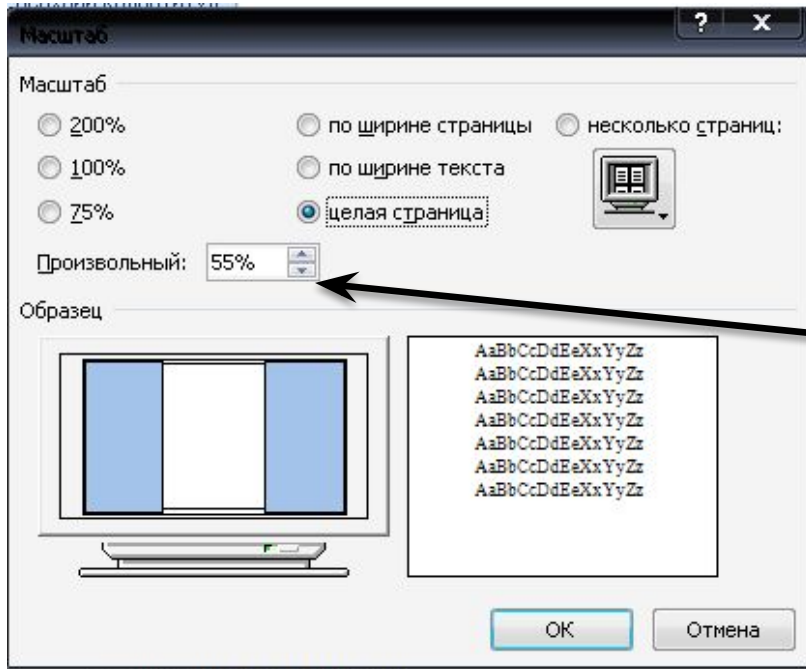 Масштаб
Масштаб
200% по ширине страницы несколько страниц:
100% по ширине текста
75% целая страница
Произвольный: 55%
Образец
AaBbCcDdEeXxYyZz
AaBbCcDdEeXxYyZz
AaBbCcDdEeXxYyZz
AaBbCcDdEeXxYyZz
AaBbCcDdEeXxYyZz
AaBbCcDdEeXxYyZz
AaBbCcDdEeXxYyZz
ОК Отмена